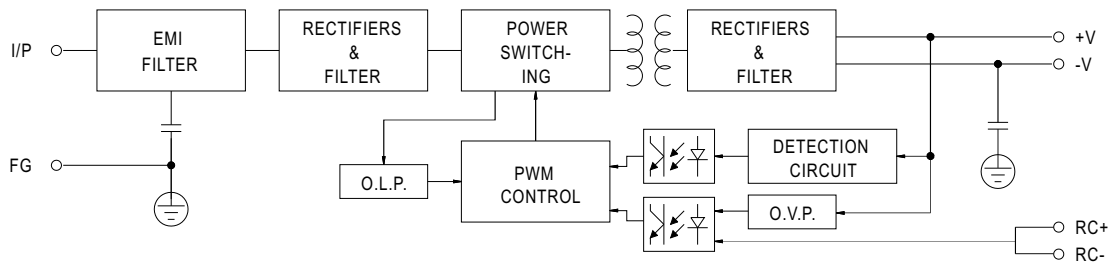 I/P
EMI
FILTER
RECTIFIERS
&
FILTER
POWER
SWITCH-
ING
RECTIFIERS
&
FILTER
+V
-V
FG
O.L.P.
PWM
CONTROL
DETECTION
CIRCUIT
O.V.P.
RC+
RC-